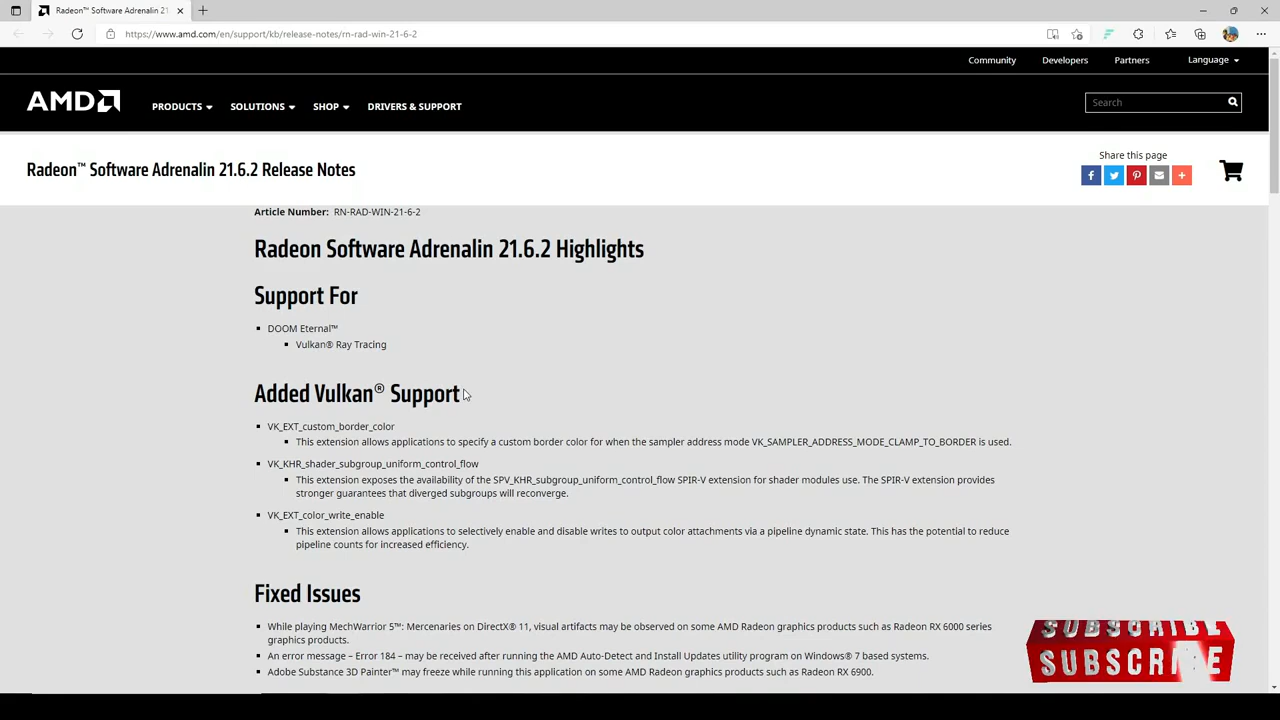 Radeon™ Software Adrenalin 21
https://www.amd.com/en/support/kb/release-notes/rn-rad-win-21-6-2
Community Developers Partners Language
AMD PRODUCTS SOLUTIONS SHOP DRIVERS & SUPPORT Search
Radeon™ Software Adrenalin 21.6.2 Release Notes
Share this page
Article Number: RN-RAD-WIN-21-6-2
Radeon Software Adrenalin 21.6.2 Highlights
Support For
DOOM Eternal™
Vulkan® Ray Tracing
Added Vulkan® Support
VK_EXT_custom_border_color
This extension allows applications to specify a custom border color for when the sampler address mode VK_SAMPLER_ADDRESS_MODE_CLAMP_TO_BORDER is used.
VK_KHR_shader_subgroup_uniform_control_flow
This extension exposes the availability of the SPV_KHR_subgroup_uniform_control_flow SPIR-V extension for shader modules use. The SPIR-V extension provides
stronger guarantees that diverged subgroups will reconverge.
VK_EXT_color_write_enable
This extension allows applications to selectively enable and disable writes to output color attachments via a pipeline dynamic state. This has the potential to reduce
pipeline counts for increased efficiency.
Fixed Issues
While playing MechWarrior 5™: Mercenaries on DirectX® 11, visual artifacts may be observed on some AMD Radeon graphics products such as Radeon RX 6000 series
graphics products.
An error message – Error 184 – may be received after running the AMD Auto-Detect and Install Updates utility program on Windows® 7 based systems.
Adobe Substance 3D Painter™ may freeze while running this application on some AMD Radeon graphics products such as Radeon RX 6900.
SUBSCRIBE
SUBSCRIBE